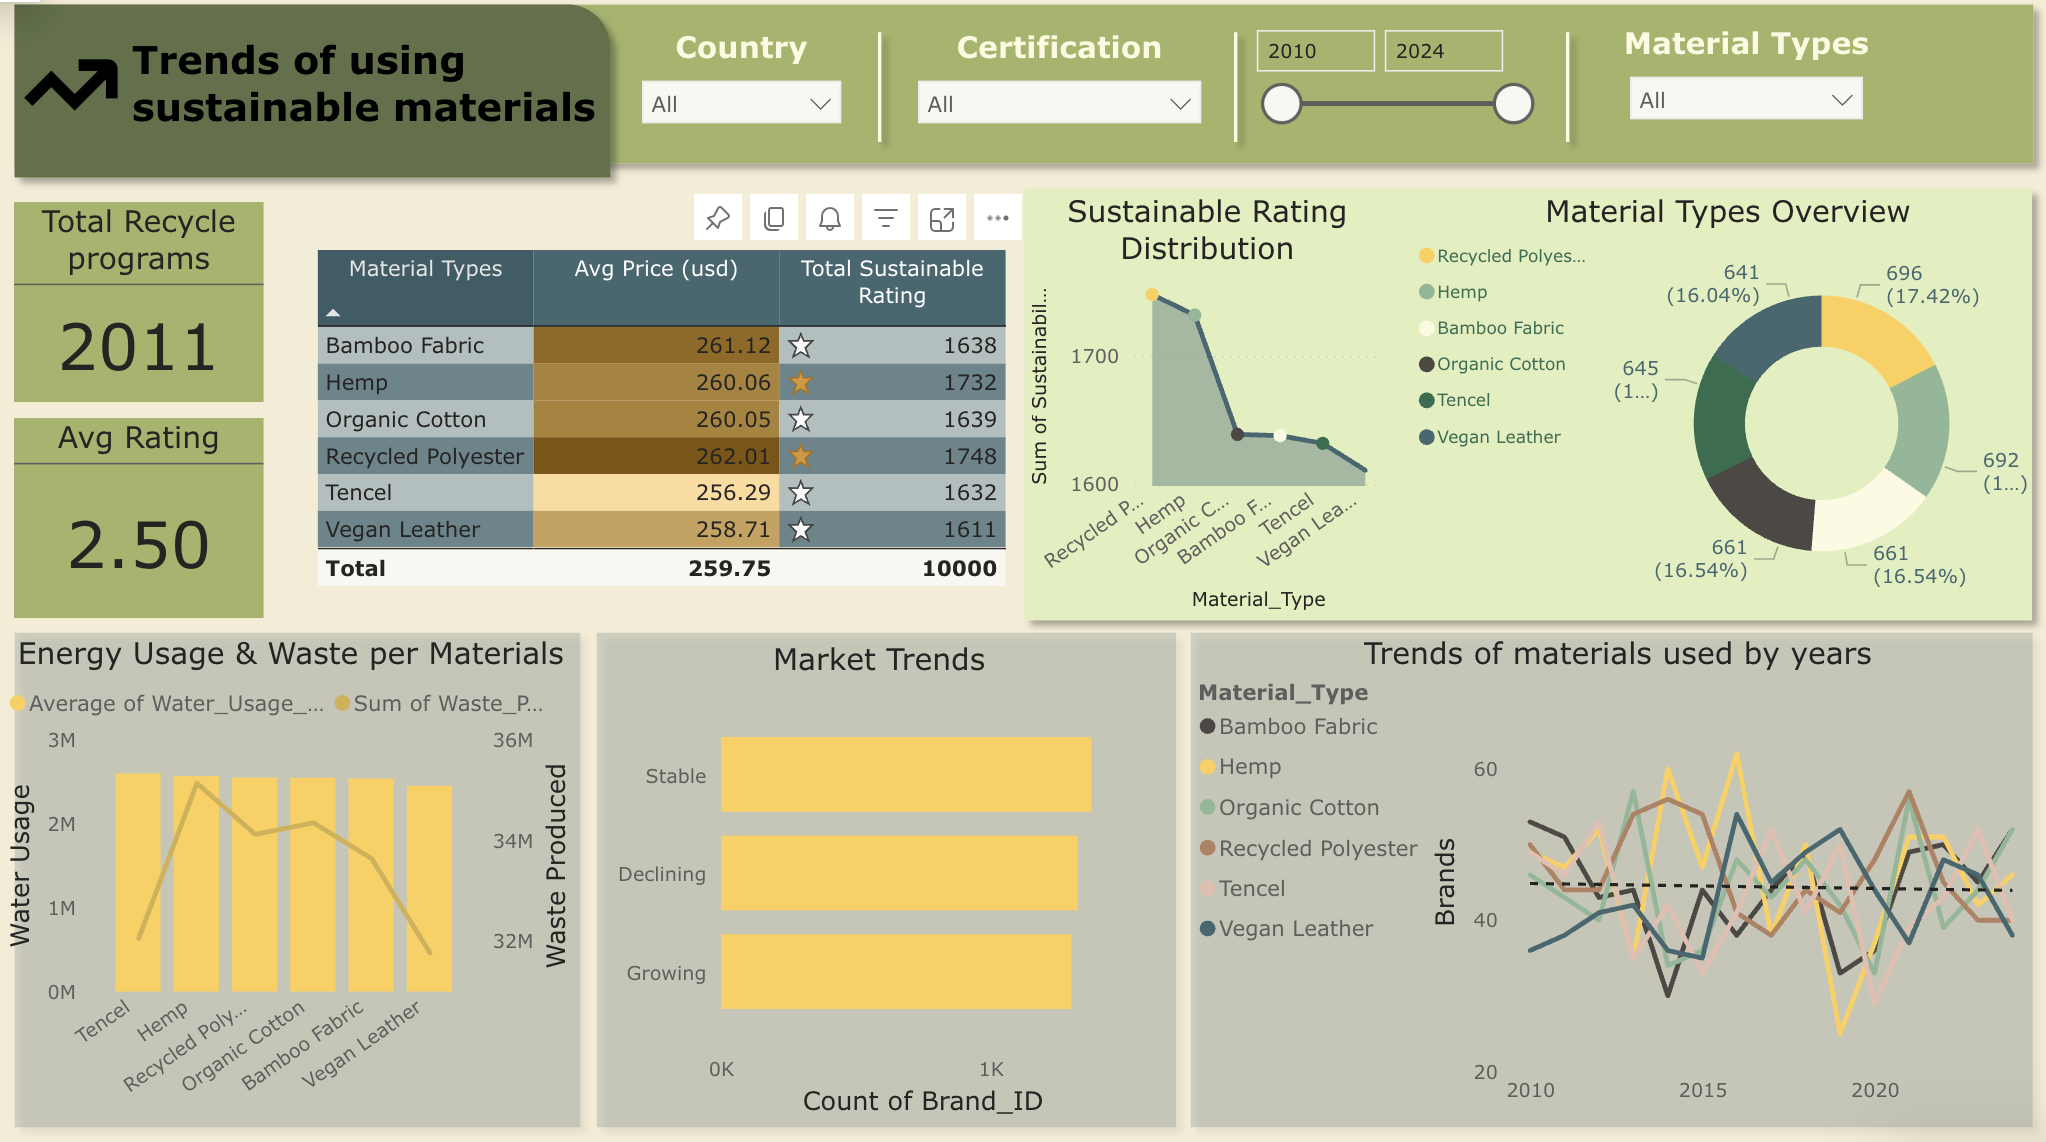 Trends of using
sustainable materials
Country
All
Certification
All
2010
2024
Material Types
All
Total Recycle
programs
2011
Avg Rating
2.50
Material Types Avg Price (usd) Total Sustainable
Rating
Bamboo Fabric 261.12 1638
Hemp 260.06 1732
Organic Cotton 260.05 1639
Recycled Polyester 262.01 1748
Tencel 256.29 1632
Vegan Leather 258.71 1611
Total 259.75 10000
Sustainable Rating
Distribution
Sum of Sustainabil...
1700
1600
Recycled P...
Hemp
Organic C...
Bamboo F...
Tencel
Vegan Lea...
Material_Type
Material Types Overview
Recycled Polyes...
Hemp
Bamboo Fabric
Organic Cotton
Tencel
Vegan Leather
641
(16.04%)
696
(17.42%)
645
(1...)
692
(1...)
661
(16.54%)
661
(16.54%)
Energy Usage & Waste per Materials
Average of Water_Usage_...
Sum of Waste_P...
Water Usage
3M
2M
1M
0M
36M
34M
32M
Waste Produced
Tencel
Hemp
Recycled Poly...
Organic Cotton
Bamboo Fabric
Vegan Leather
Market Trends
Stable
Declining
Growing
0K
1K
Count of Brand_ID
Trends of materials used by years
Material_Type
Bamboo Fabric
Hemp
Organic Cotton
Recycled Polyester
Tencel
Vegan Leather
Brands
60
40
20
2010
2015
2020